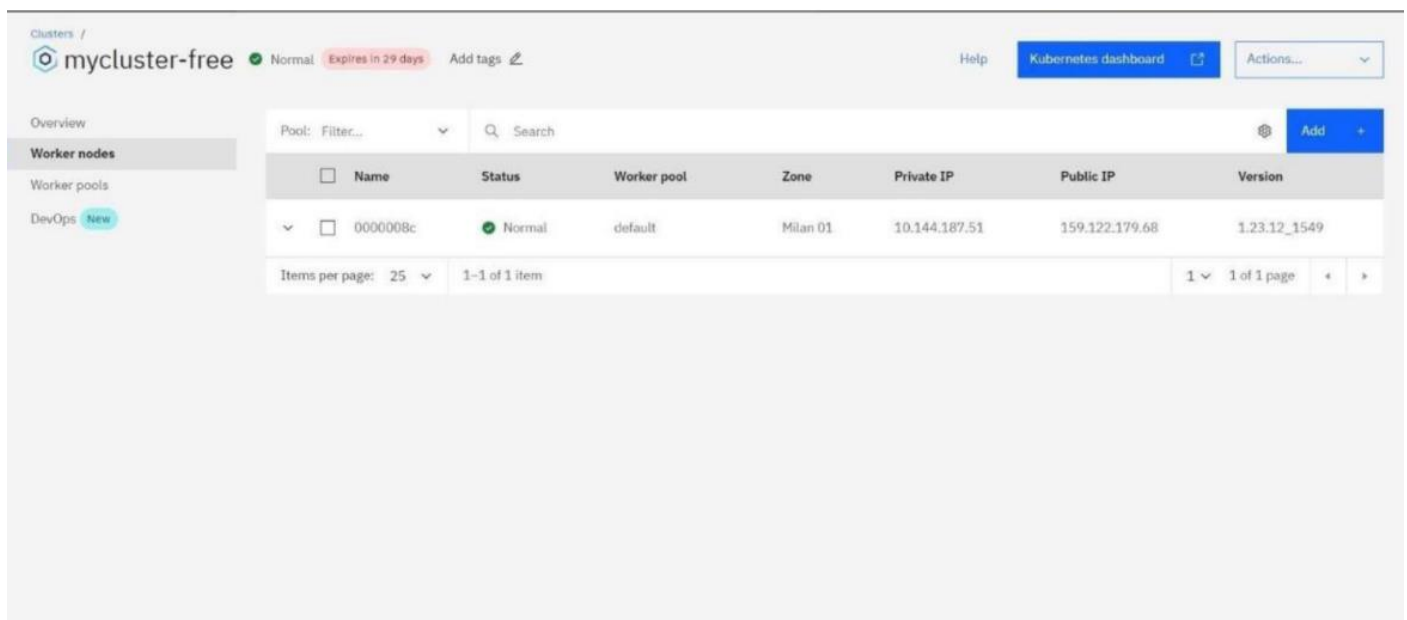 Clusters /
mycluster-free Normal Expires in 29 days Add tags Help Kubernetes dashboard Actions...
Overview
Worker nodes
Worker pools
DevOps New
Pool: Filter... Search Add +
Name Status Worker pool Zone Private IP Public IP Version
0000008c Normal default Milan 01 10.144.187.51 159.122.179.68 1.23.12_1549
Items per page: 25 1–1 of 1 item 1 1 of 1 page